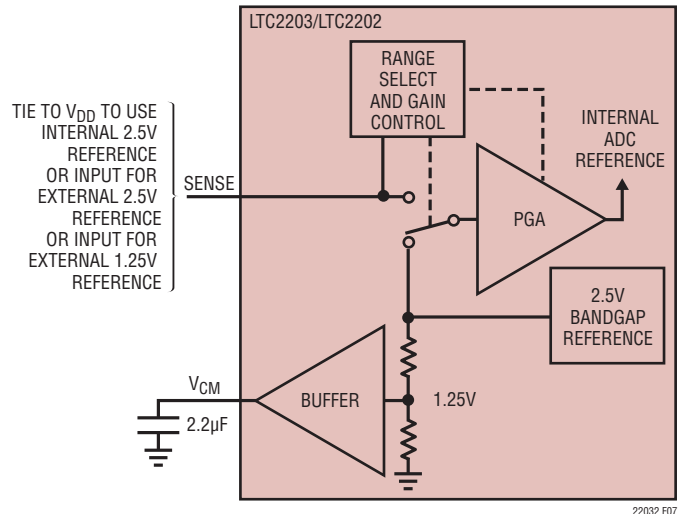 LTC2203/LTC2202
RANGE
SELECT
AND GAIN
CONTROL
TIE TO VDD TO USE
INTERNAL 2.5V
REFERENCE
OR INPUT FOR
EXTERNAL 2.5V
REFERENCE
OR INPUT FOR
EXTERNAL 1.25V
REFERENCE
SENSE
INTERNAL
ADC
REFERENCE
PGA
2.5V
BANDGAP
REFERENCE
VCM
2.2µF
BUFFER
1.25V
22032 F07